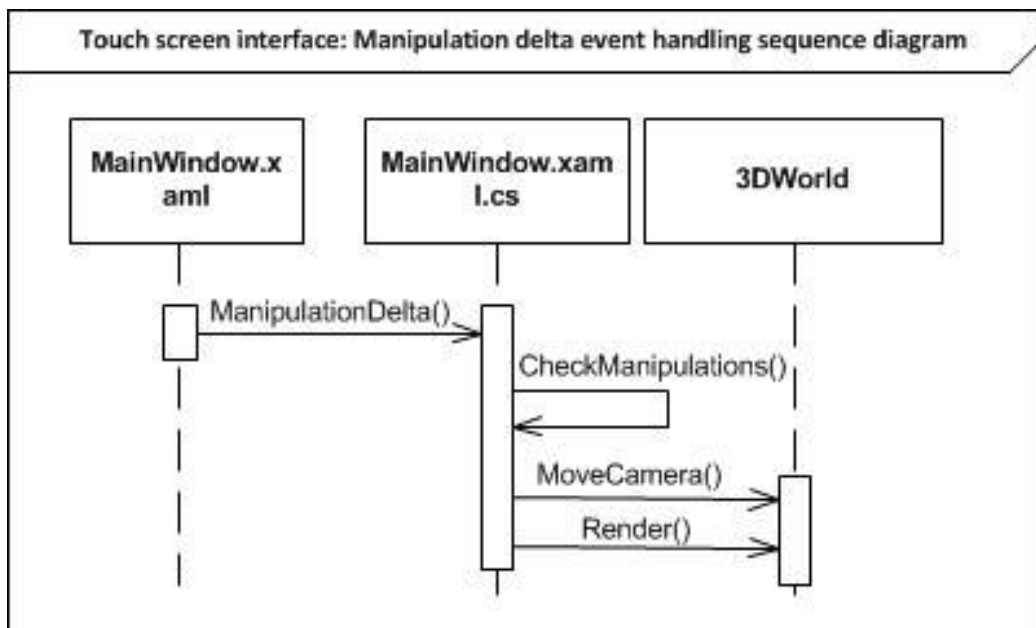 Touch screen interface: Manipulation delta event handling sequence diagram
MainWindow.x
aml
MainWindow.xam
l.cs
3DWorld
ManipulationDelta()
CheckManipulations()
MoveCamera()
Render()